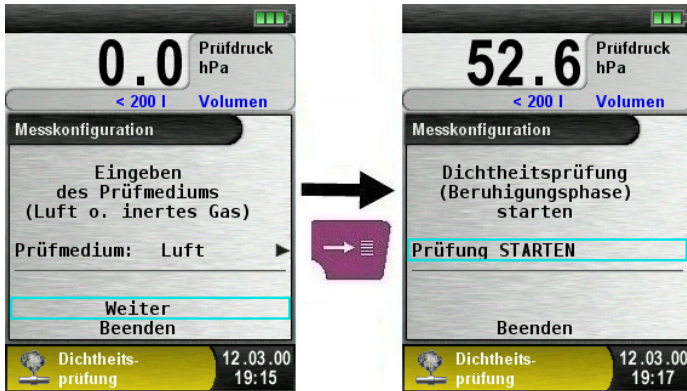 0.0 Prüfdruck
hPa
< 200 l Volumen
Messkonfiguration
Eingeben
des Prüfmediums
(Luft o. inertes Gas)
Prüfmedium: Luft
Weiter
Beenden
Dichtheits-
prüfung
12.03.00
19:15
52.6 Prüfdruck
hPa
< 200 l Volumen
Messkonfiguration
Dichtheitsprüfung
(Beruhigungsphase)
starten
Prüfung STARTEN
Beenden
Dichtheits-
prüfung
12.03.00
19:17